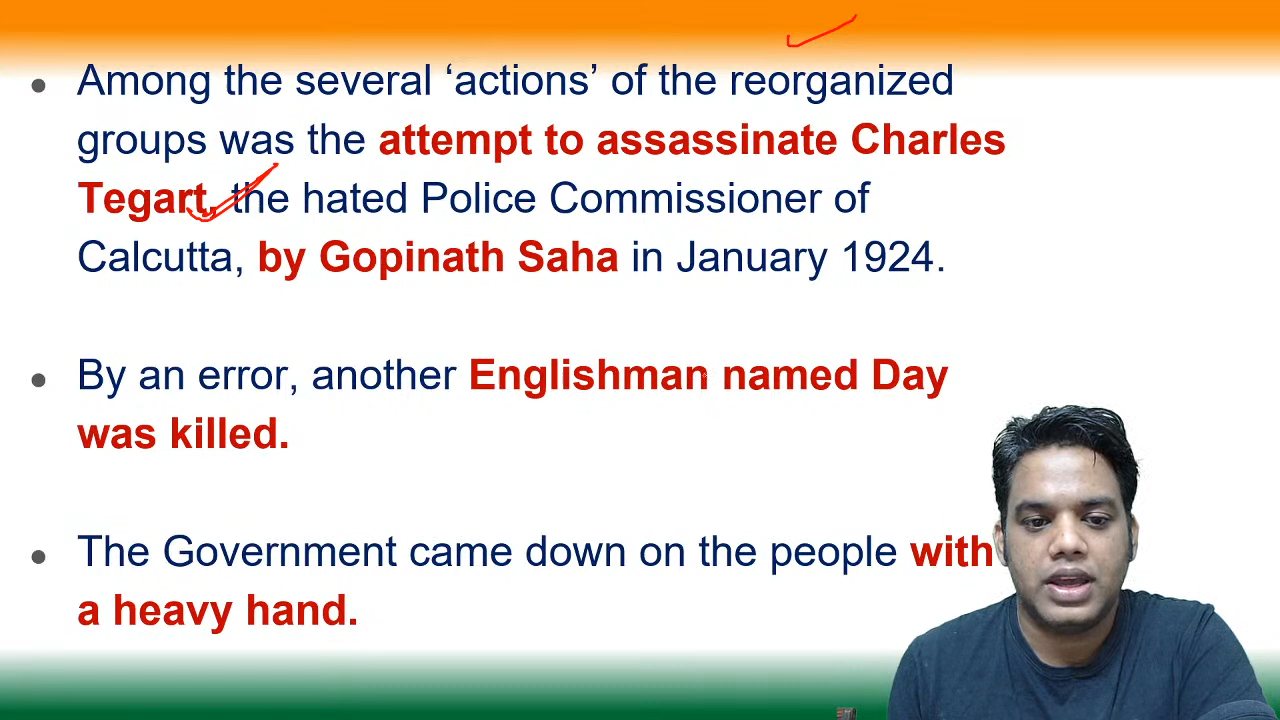 Among the several ‘actions’ of the reorganized
groups was the attempt to assassinate Charles
Tegart, the hated Police Commissioner of
Calcutta, by Gopinath Saha in January 1924.
By an error, another Englishman named Day
was killed.
The Government came down on the people with
a heavy hand.